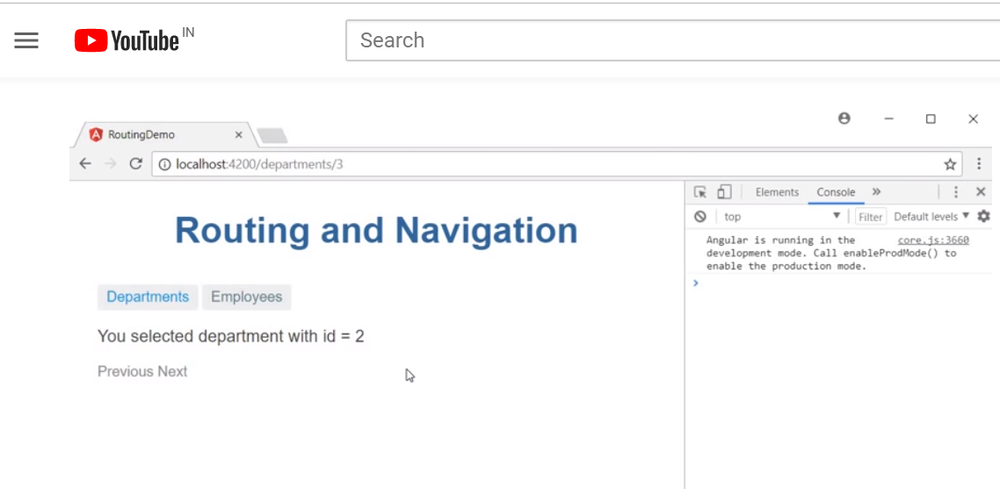 YouTube IN
Search
RoutingDemo
localhost:4200/departments/3
Elements Console »
top Filter Default levels
Angular is running in the core.js:3660
development mode. Call enableProdMode() to
enable the production mode.
Routing and Navigation
Departments Employees
You selected department with id = 2
Previous Next